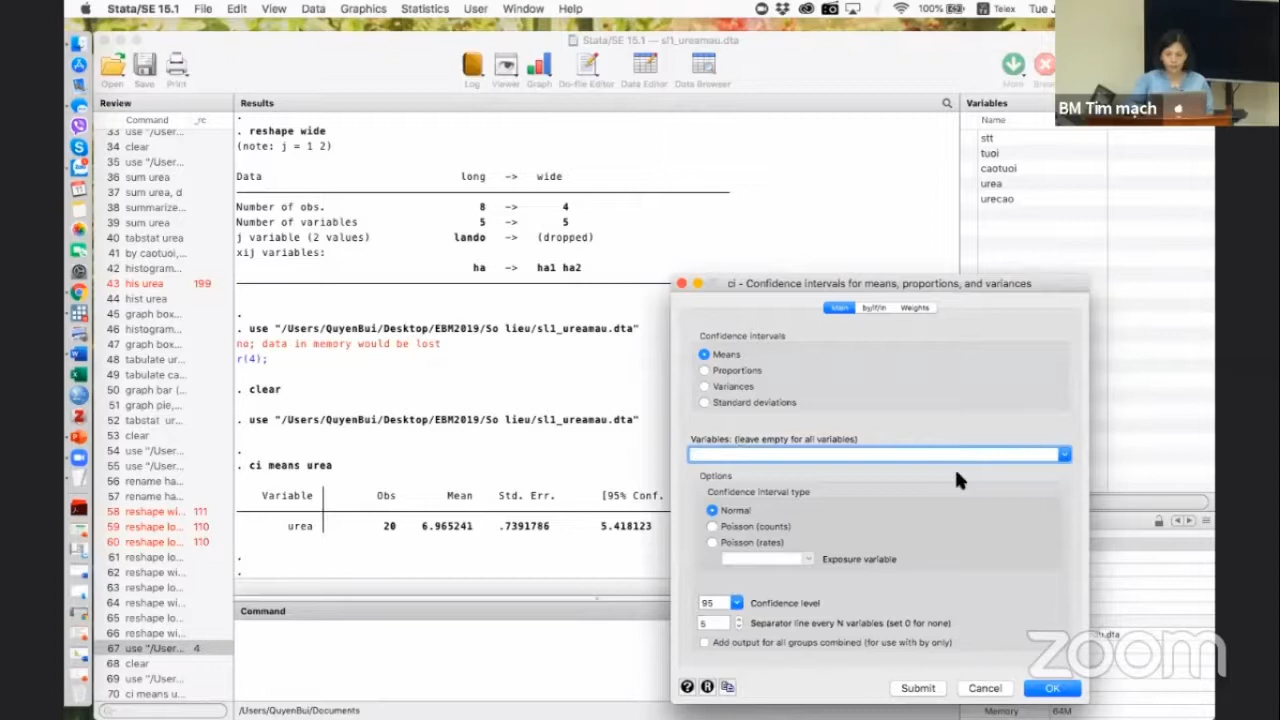 Stata/SE 15.1 File Edit View Data Graphics Statistics User Window Help 100% Telex Tue
Stata/SE 15.1 — sl1_ureamau.dta
Open Save Print Log Viewer Graph Do-file Editor Data Editor Data Browser More
BM Tim mạch
Review
Command _rc
33 use "/User...
34 clear
35 use "/User...
36 sum urea
37 sum urea, d
38 summarize...
39 sum urea
40 tabstat urea
41 by caotuoi,...
42 histogram...
43 his urea 199
44 hist urea
45 graph box...
46 histogram...
47 graph box...
48 tabulate ur...
49 tabulate ca...
50 graph bar (...
51 graph pie,...
52 tabstat ur...
53 clear
54 use "/User...
55 use "/User...
56 rename ha...
57 rename ha...
58 reshape wi... 111
59 reshape lo... 110
60 reshape lo... 110
61 reshape lo...
62 reshape wi...
63 reshape lo...
64 reshape wi...
65 reshape lo...
66 reshape wi...
67 use "/User... 4
68 clear
69 use "/User...
70 ci means u...
Results
.
. reshape wide
(note: j = 1 2)
Data long -> wide
Number of obs. 8 -> 4
Number of variables 5 -> 5
j variable (2 values) lando -> (dropped)
xij variables:
ha -> ha1 ha2
.
. use "/Users/QuyenBui/Desktop/EBM2019/So lieu/sl1_ureamau.dta"
no; data in memory would be lost
r(4);
. clear
. use "/Users/QuyenBui/Desktop/EBM2019/So lieu/sl1_ureamau.dta"
.
. ci means urea
Variable Obs Mean Std. Err. [95% Conf.
urea 20 6.965241 .7391786 5.418123
.
.
Command
/Users/QuyenBui/Documents
Variables
Name
stt
tuoi
caotuoi
urea
urecao
ci - Confidence intervals for means, proportions, and variances
Main by/if/in Weights
Confidence intervals
Means
Proportions
Variances
Standard deviations
Variables: (leave empty for all variables)
Options
Confidence interval type
Normal
Poisson (counts)
Poisson (rates)
Exposure variable
95 Confidence level
5 Separator line every N variables (set 0 for none)
Add output for all groups combined (for use with by only)
Submit Cancel OK
zoom
Memory 64M